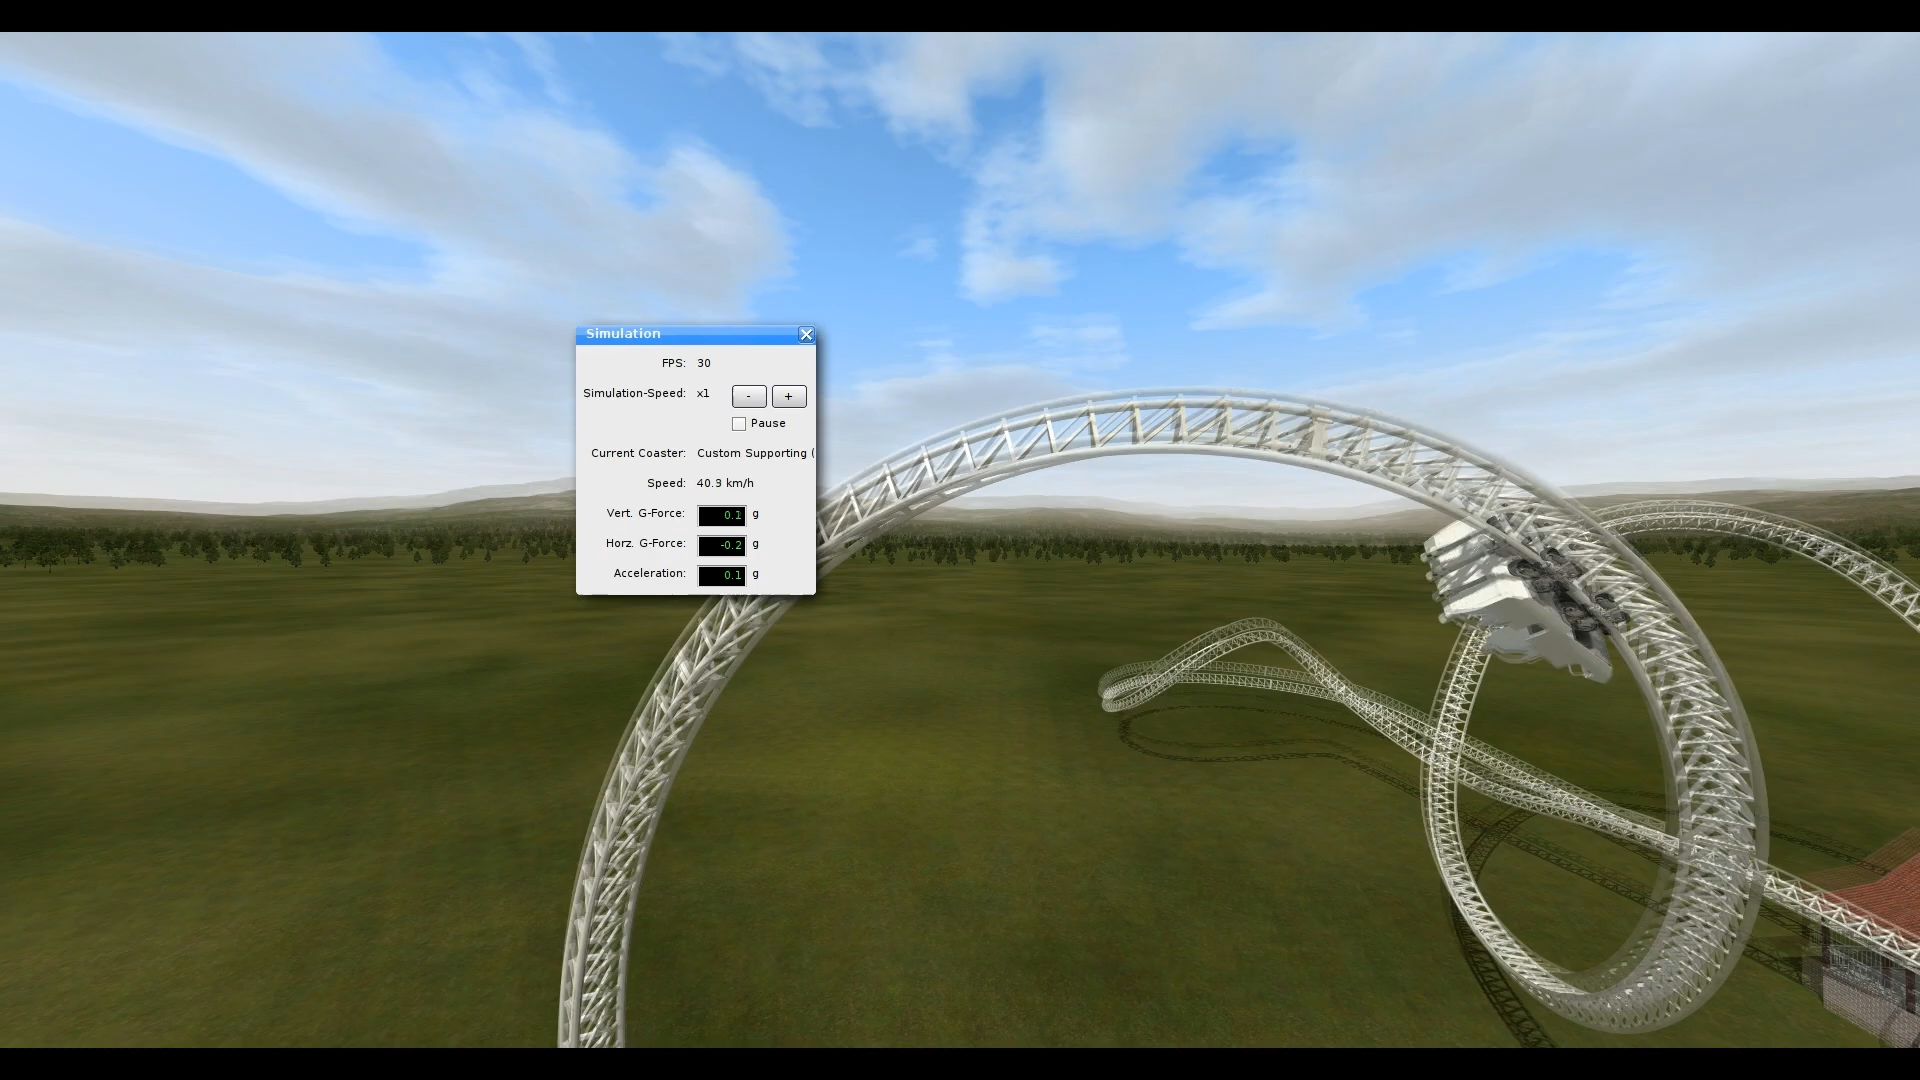 Simulation
FPS: 30
Simulation-Speed: x1 - +
Pause
Current Coaster: Custom Supporting (
Speed: 40.3 km/h
Vert. G-Force: 0.1 g
Horz. G-Force: -0.2 g
Acceleration: 0.1 g